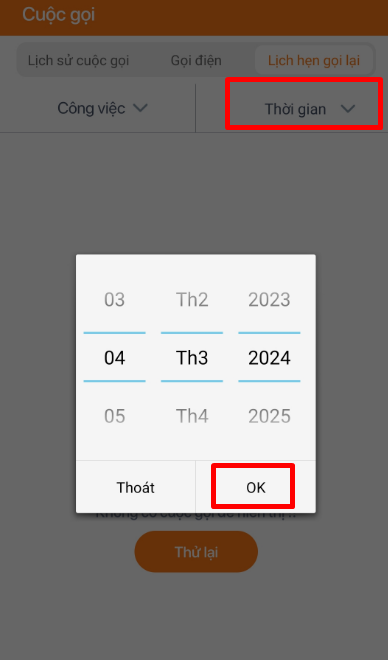 Cuộc gọi
Lịch sử cuộc gọi Gọi điện Lịch hẹn gọi lại
Công việc Thời gian
03 Th2 2023
04 Th3 2024
05 Th4 2025
Thoát OK
Không có cuộc gọi để hiển thị ..
Thử lại